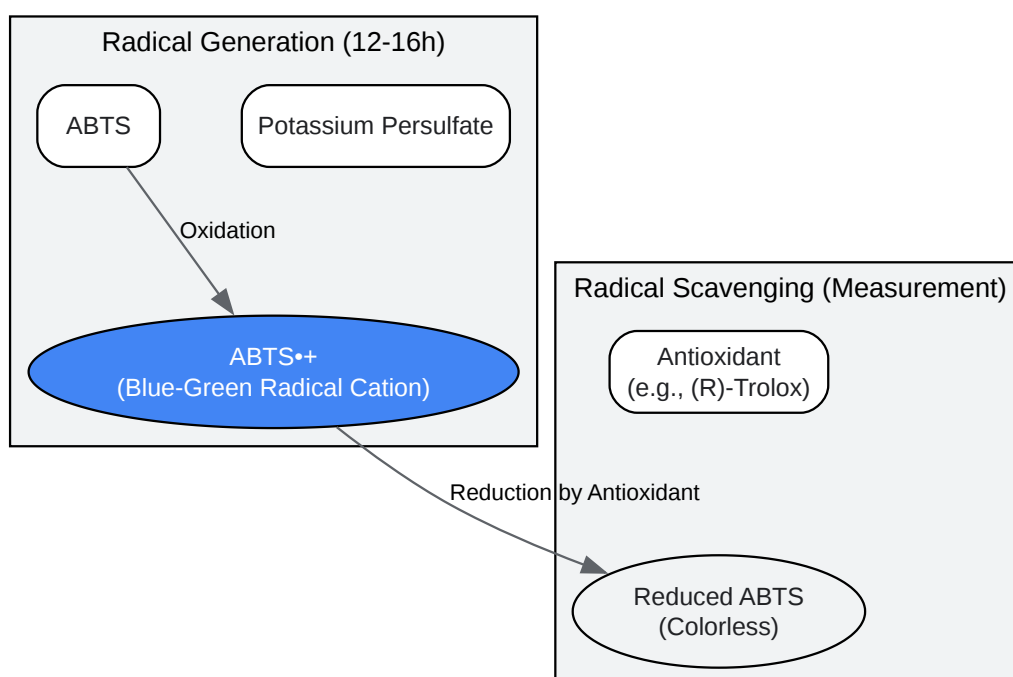 Radical Generation (12-16h)
ABTS
Potassium Persulfate
Oxidation
ABTS•+
(Blue-Green Radical Cation)
Radical Scavenging (Measurement)
Antioxidant
(e.g., (R)-Trolox)
Reduction by Antioxidant
Reduced ABTS
(Colorless)